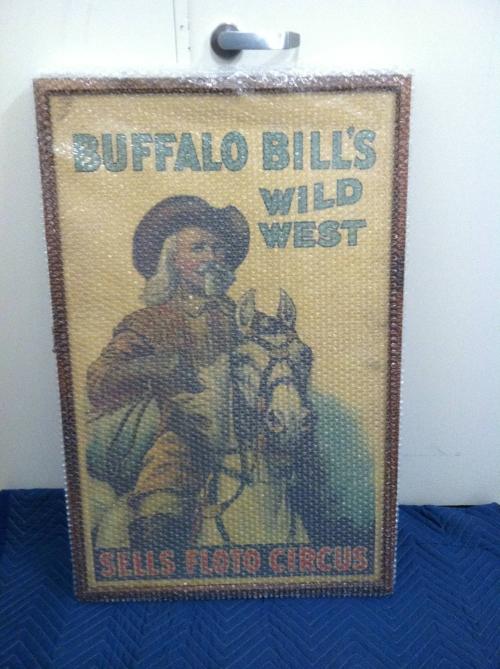 BUFFALO BILL'S
WILD
WEST
SELLS FLOTO CIRCUS